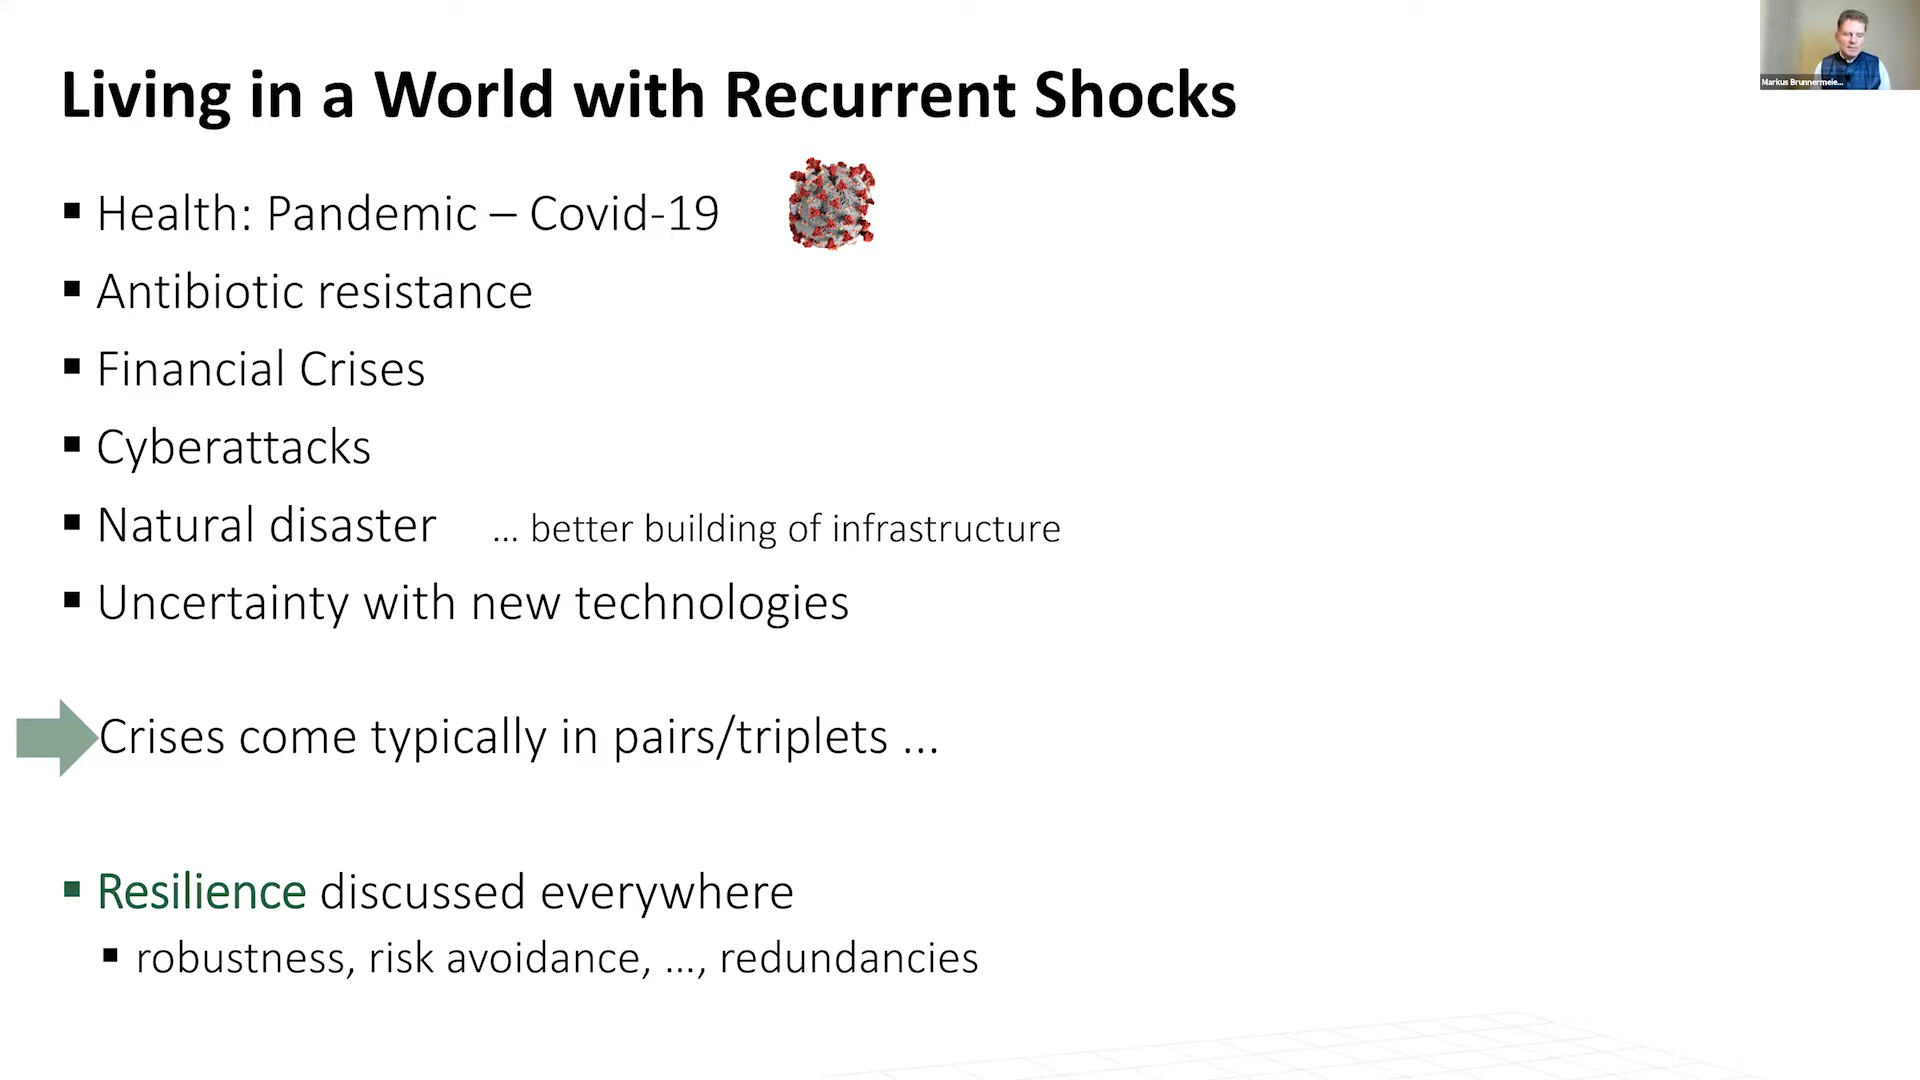 Living in a World with Recurrent Shocks
Markus Brunnermeie...
▪ Health: Pandemic – Covid-19
▪ Antibiotic resistance
▪ Financial Crises
▪ Cyberattacks
▪ Natural disaster ... better building of infrastructure
▪ Uncertainty with new technologies
Crises come typically in pairs/triplets ...
▪ Resilience discussed everywhere
▪ robustness, risk avoidance, ..., redundancies